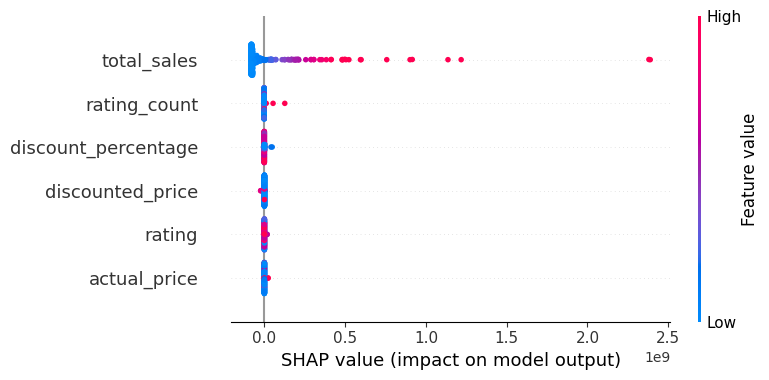 High
total_sales
rating_count
discount_percentage
discounted_price
rating
actual_price
Feature value
Low
0.0 0.5 1.0 1.5 2.0 2.5
1e9
SHAP value (impact on model output)